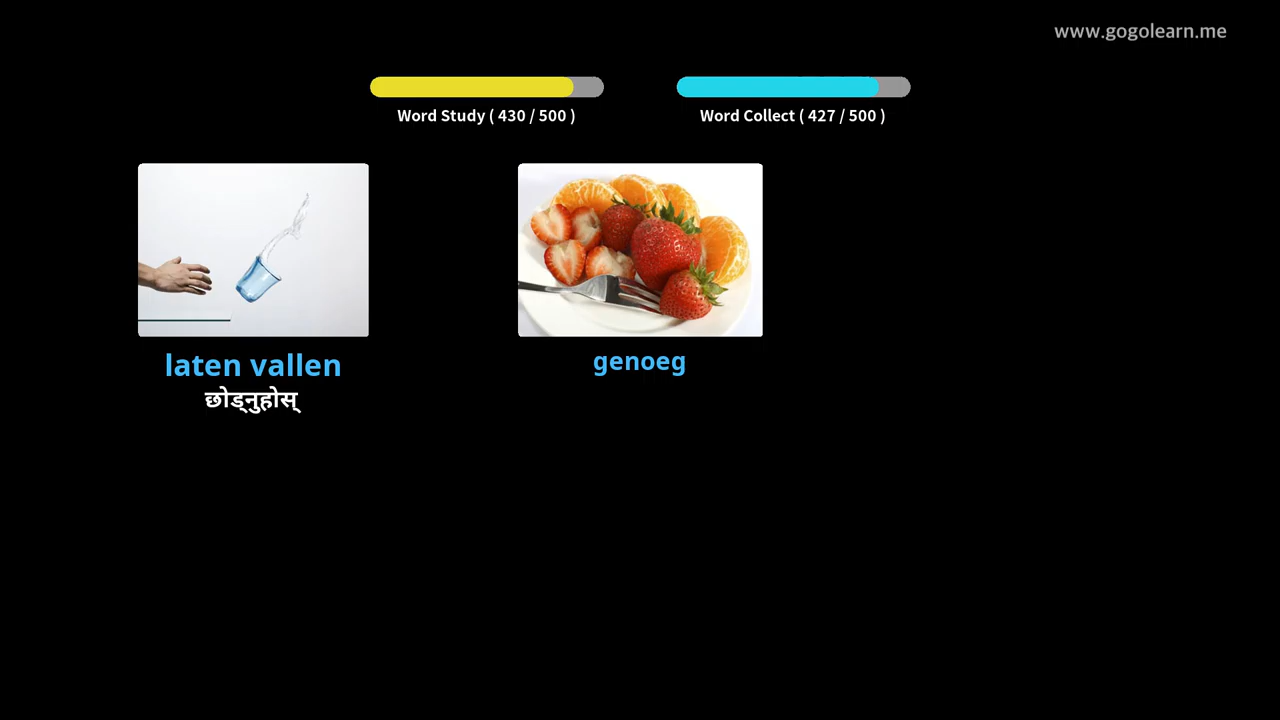 www.gogolearn.me
Word Study ( 430 / 500 )
Word Collect ( 427 / 500 )
laten vallen
छोड्नुहोस्
genoeg